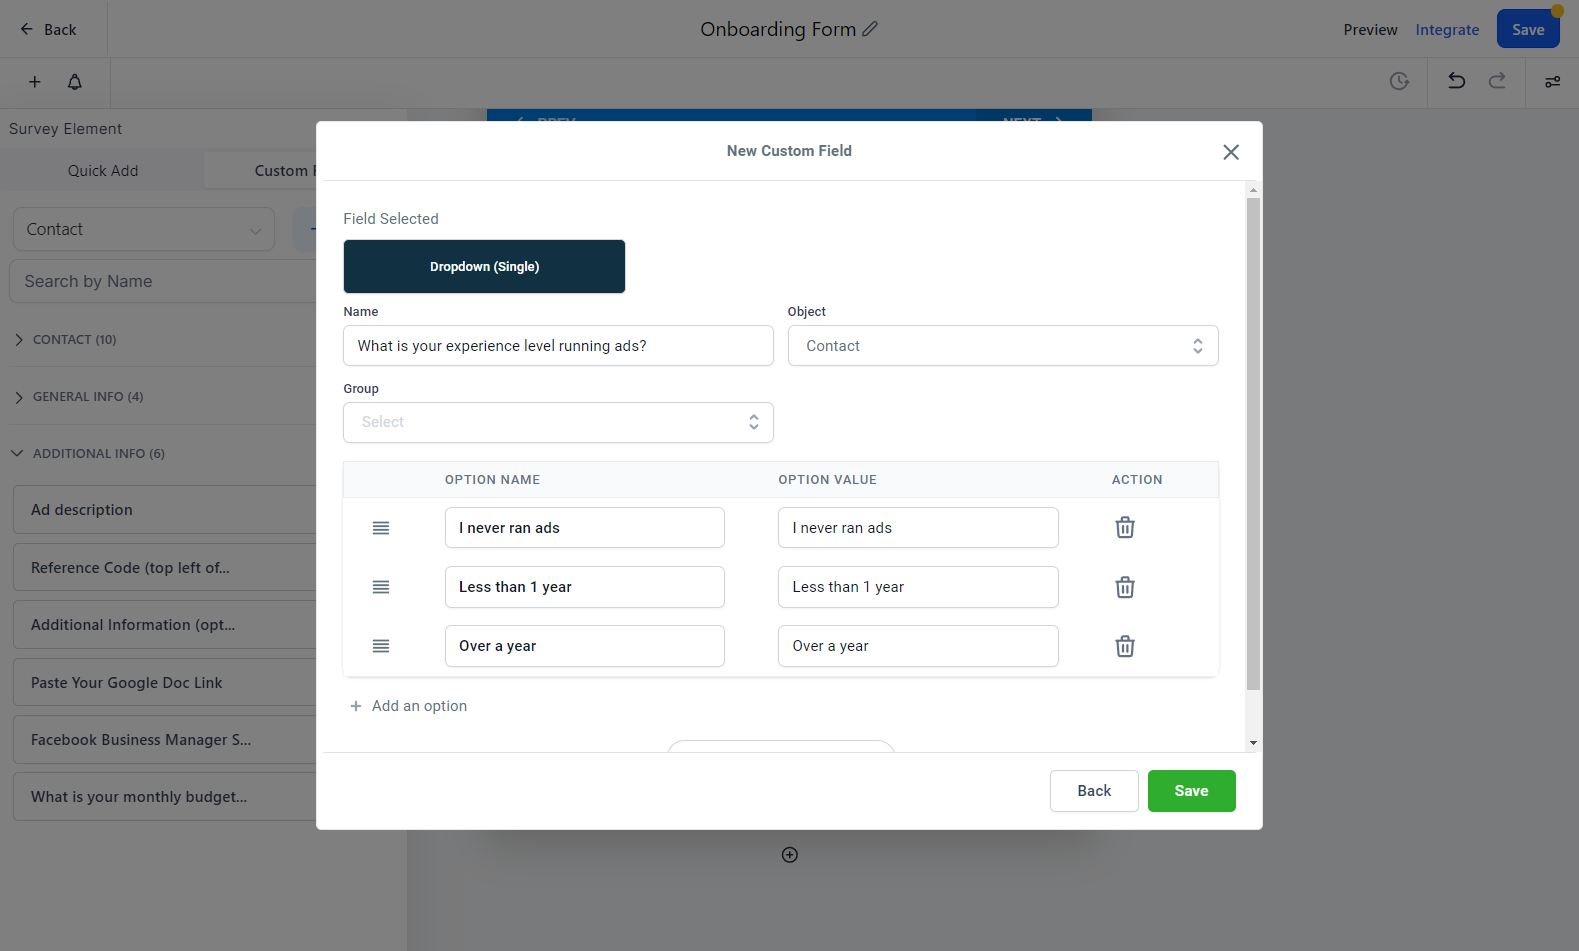 Back
Onboarding Form
Preview
Integrate
Save
Survey Element
Quick Add
Custom F
Contact
Search by Name
CONTACT (10)
GENERAL INFO (4)
ADDITIONAL INFO (6)
Ad description
Reference Code (top left of...
Additional Information (opt...
Paste Your Google Doc Link
Facebook Business Manager S...
What is your monthly budget...
PREV
NEXT
New Custom Field
Field Selected
Dropdown (Single)
Name
Object
What is your experience level running ads?
Contact
Group
Select
OPTION NAME
OPTION VALUE
ACTION
I never ran ads
I never ran ads
Less than 1 year
Less than 1 year
Over a year
Over a year
Add an option
Back
Save